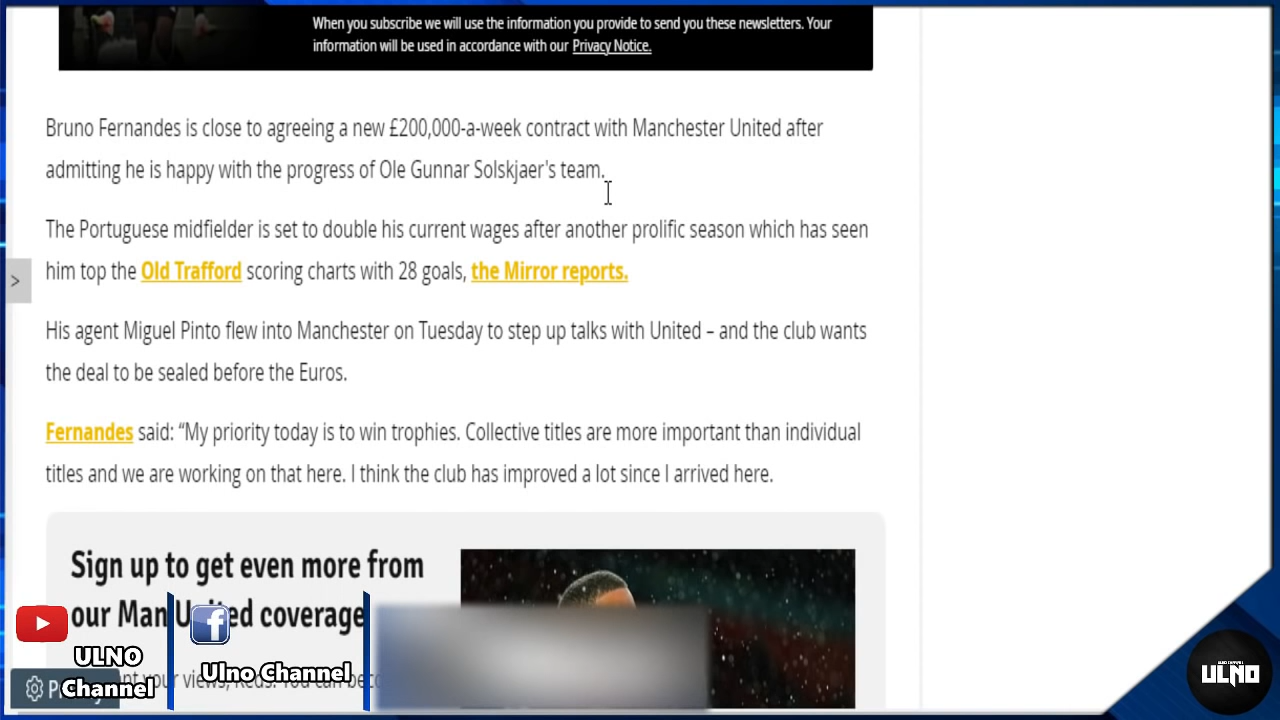 When you subscribe we will use the information you provide to send you these newsletters. Your
information will be used in accordance with our Privacy Notice.
Bruno Fernandes is close to agreeing a new £200,000-a-week contract with Manchester United after
admitting he is happy with the progress of Ole Gunnar Solskjaer's team.
The Portuguese midfielder is set to double his current wages after another prolific season which has seen
him top the Old Trafford scoring charts with 28 goals, the Mirror reports.
>
His agent Miguel Pinto flew into Manchester on Tuesday to step up talks with United – and the club wants
the deal to be sealed before the Euros.
Fernandes said: “My priority today is to win trophies. Collective titles are more important than individual
titles and we are working on that here. I think the club has improved a lot since I arrived here.
Sign up to get even more from
our Man United coverage
your views, Reds. You can
ULNO
Channel
Ulno Channel
ULNO